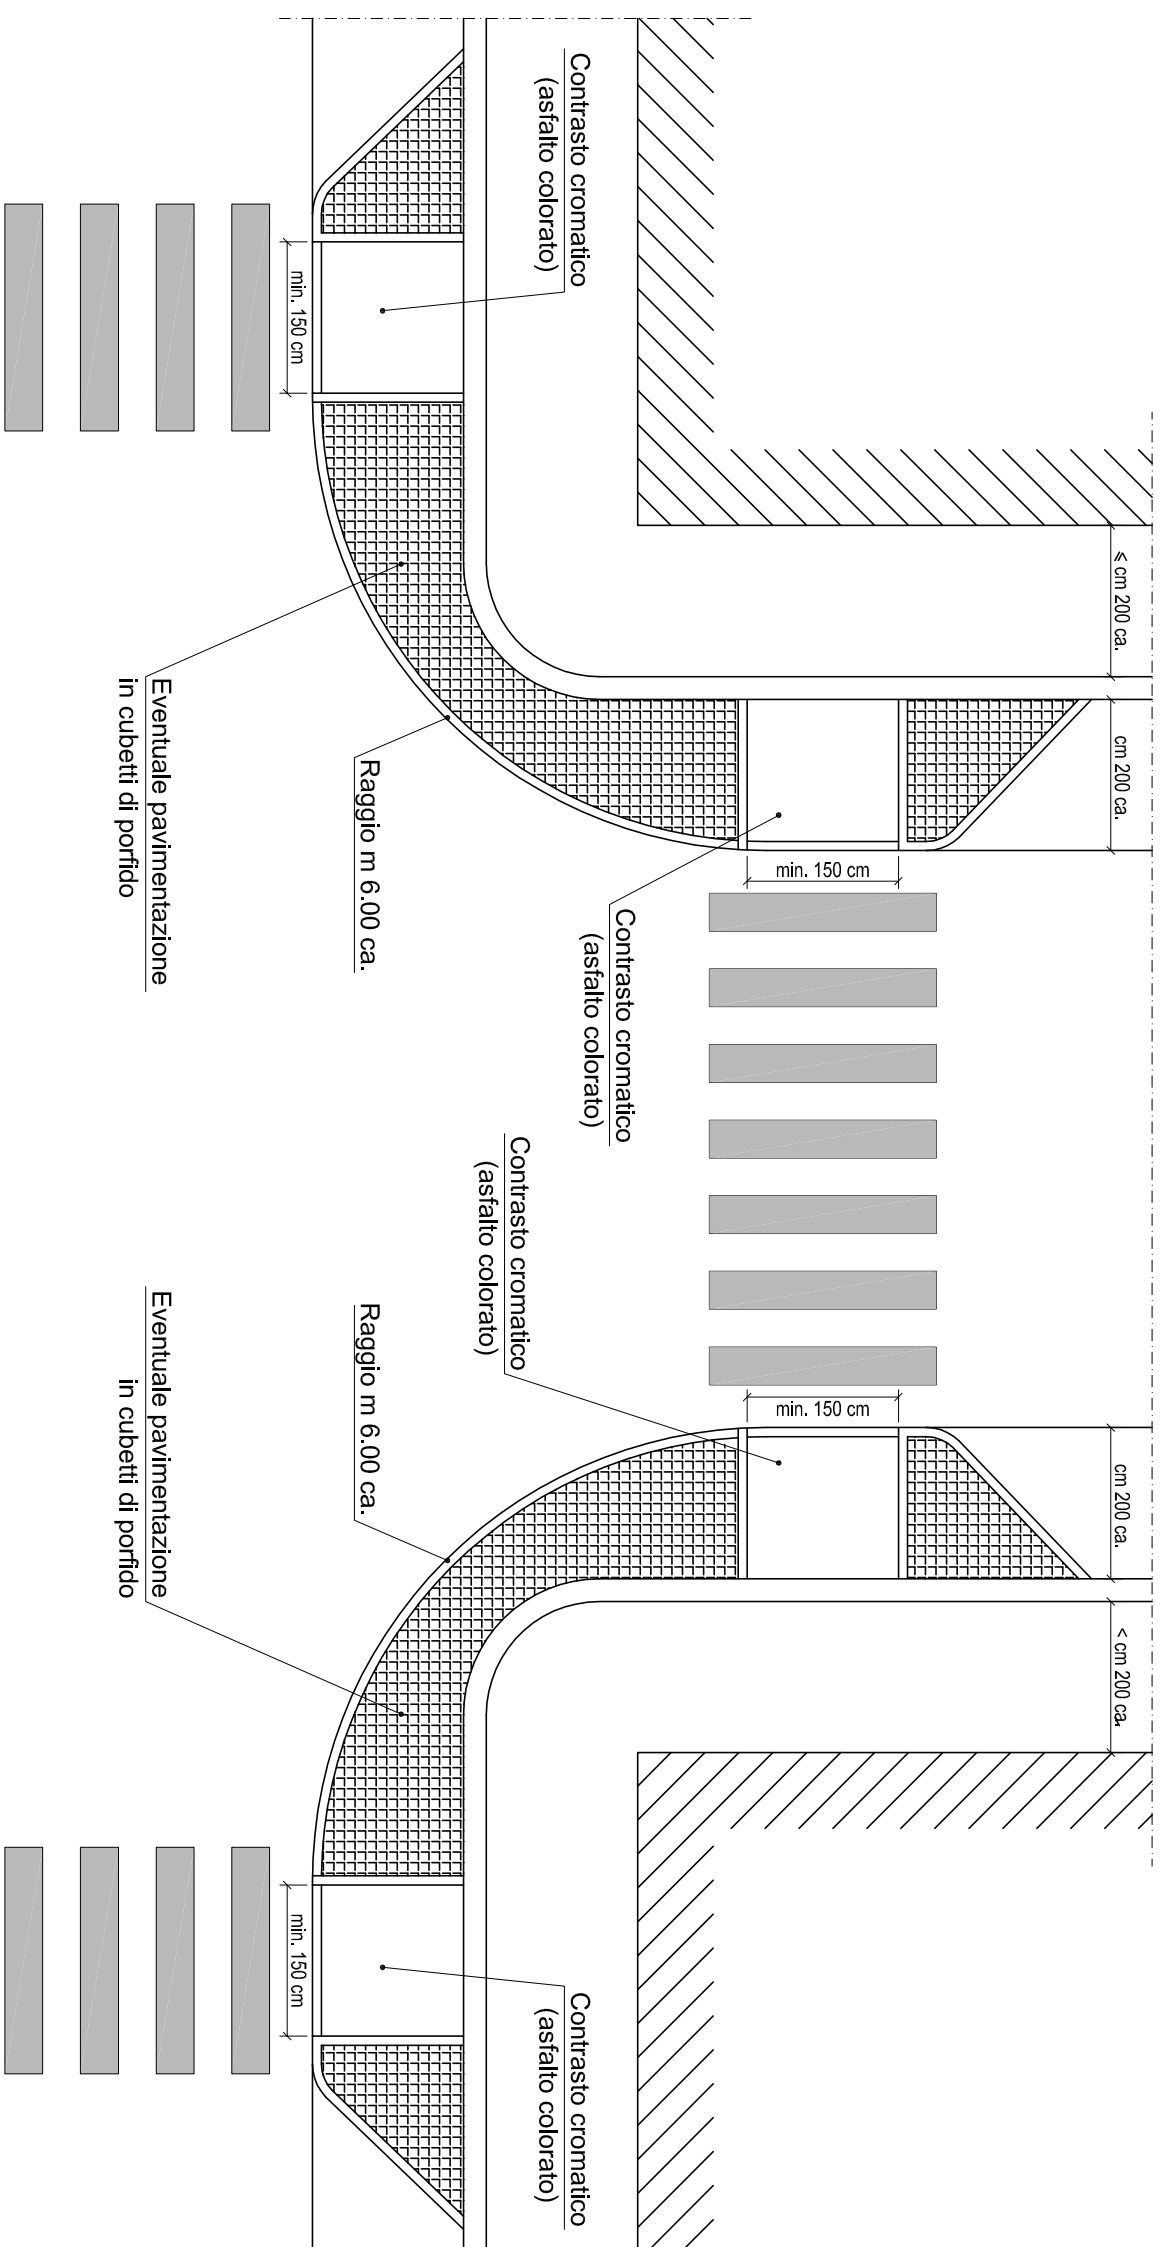 Contrasto cromatico
(asfalto colorato)
min. 150 cm
≤ cm 200 ca.
cm 200 ca.
min. 150 cm
Contrasto cromatico
(asfalto colorato)
Raggio m 6.00 ca.
Eventuale pavimentazione
in cubetti di porfido
Contrasto cromatico
(asfalto colorato)
min. 150 cm
cm 200 ca.
< cm 200 ca.
Raggio m 6.00 ca.
Eventuale pavimentazione
in cubetti di porfido
min. 150 cm
Contrasto cromatico
(asfalto colorato)